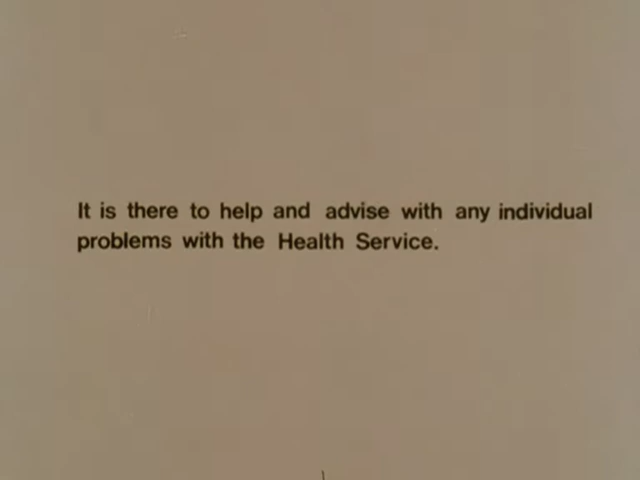 It is there to help and advise with any individual
problems with the Health Service.